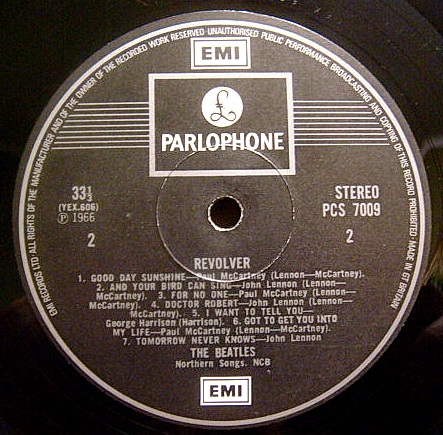 EMI RECORDS LTD ALL RIGHTS OF THE MANUFACTURER AND OF THE OWNER OF THE RECORDED WORK RESERVED UNAUTHORISED PUBLIC PERFORMANCE BROADCASTING AND COPYING OF THIS RECORD PROHIBITED · MADE IN GT BRITAIN
EMI
£
PARLOPHONE
33⅓
(YEX.606)
Ⓟ 1966
2
STEREO
PCS 7009
2
REVOLVER
1. GOOD DAY SUNSHINE—Paul McCartney (Lennon—McCartney).
2. AND YOUR BIRD CAN SING—John Lennon (Lennon—
McCartney). 3. FOR NO ONE—Paul McCartney (Lennon—
McCartney). 4. DOCTOR ROBERT—John Lennon (Lennon—
McCartney). 5. I WANT TO TELL YOU—
George Harrison (Harrison). 6. GOT TO GET YOU INTO
MY LIFE—Paul McCartney (Lennon—McCartney).
7. TOMORROW NEVER KNOWS—John Lennon
THE BEATLES
Northern Songs. NCB
EMI